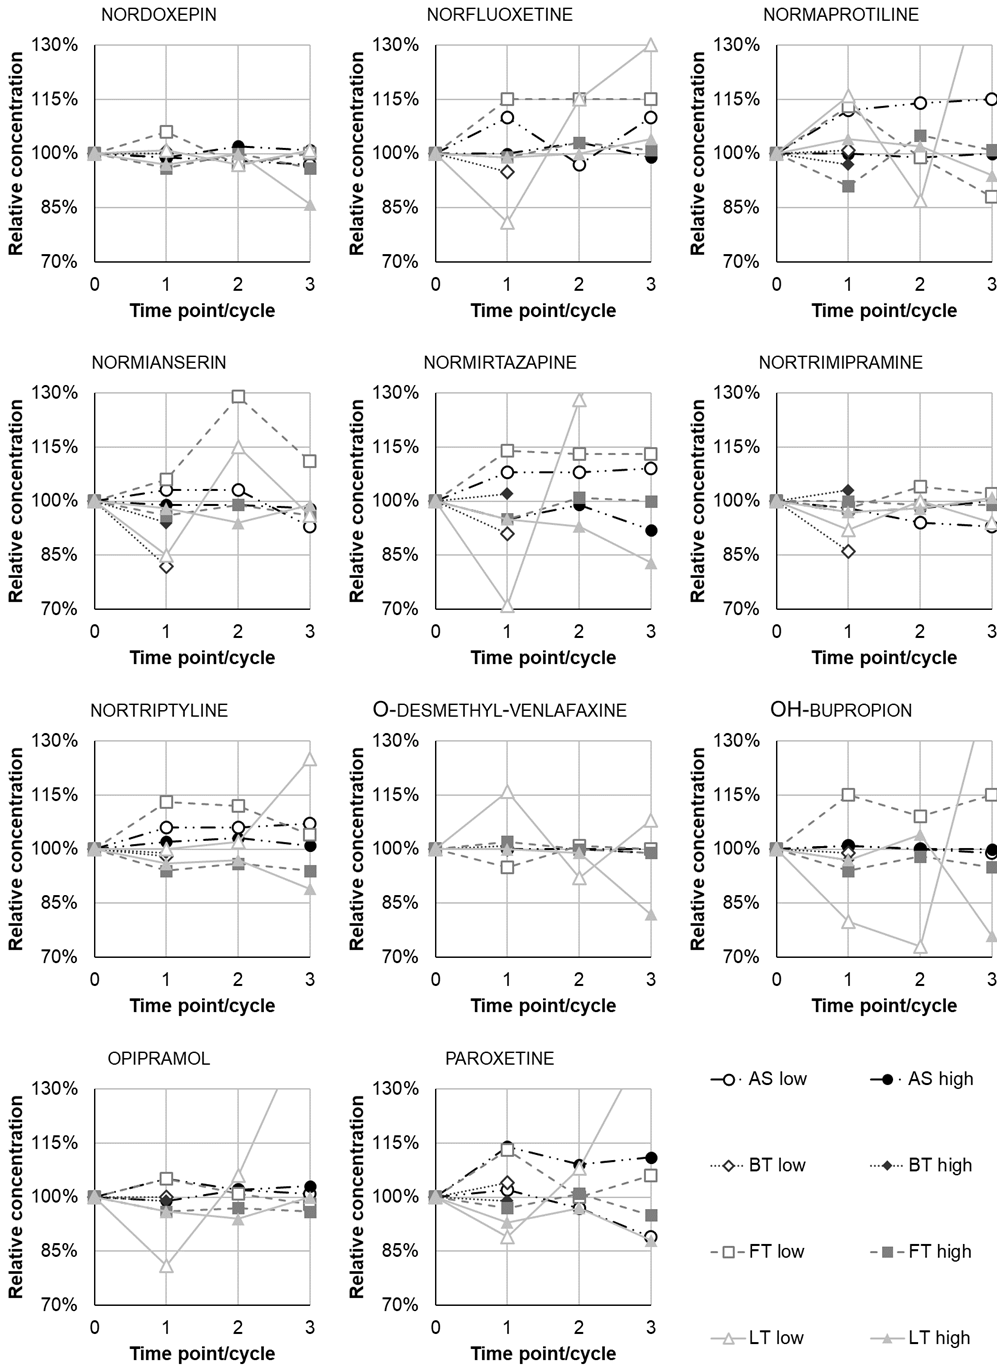 NORDOXEPIN NORFLUOXETINE NORMAPROTILINE
130% 130% 130%
115% 115% 115%
100% 100% 100%
85% 85% 85%
70% 70% 70%
Relative concentration Relative concentration Relative concentration
0 1 2 3 0 1 2 3 0 1 2 3
Time point/cycle Time point/cycle Time point/cycle
NORMIANSERIN NORMIRTAZAPINE NORTRIMIPRAMINE
130% 130% 130%
115% 115% 115%
100% 100% 100%
85% 85% 85%
70% 70% 70%
Relative concentration Relative concentration Relative concentration
0 1 2 3 0 1 2 3 0 1 2 3
Time point/cycle Time point/cycle Time point/cycle
NORTRIPTYLINE O-DESMETHYL-VENLAFAXINE OH-BUPROPION
130% 130% 130%
115% 115% 115%
100% 100% 100%
85% 85% 85%
70% 70% 70%
Relative concentration Relative concentration Relative concentration
0 1 2 3 0 1 2 3 0 1 2 3
Time point/cycle Time point/cycle Time point/cycle
OPIPRAMOL PAROXETINE
130% 130%
115% 115%
100% 100%
85% 85%
70% 70%
Relative concentration Relative concentration
0 1 2 3 0 1 2 3
Time point/cycle Time point/cycle
AS low AS high
BT low BT high
FT low FT high
LT low LT high